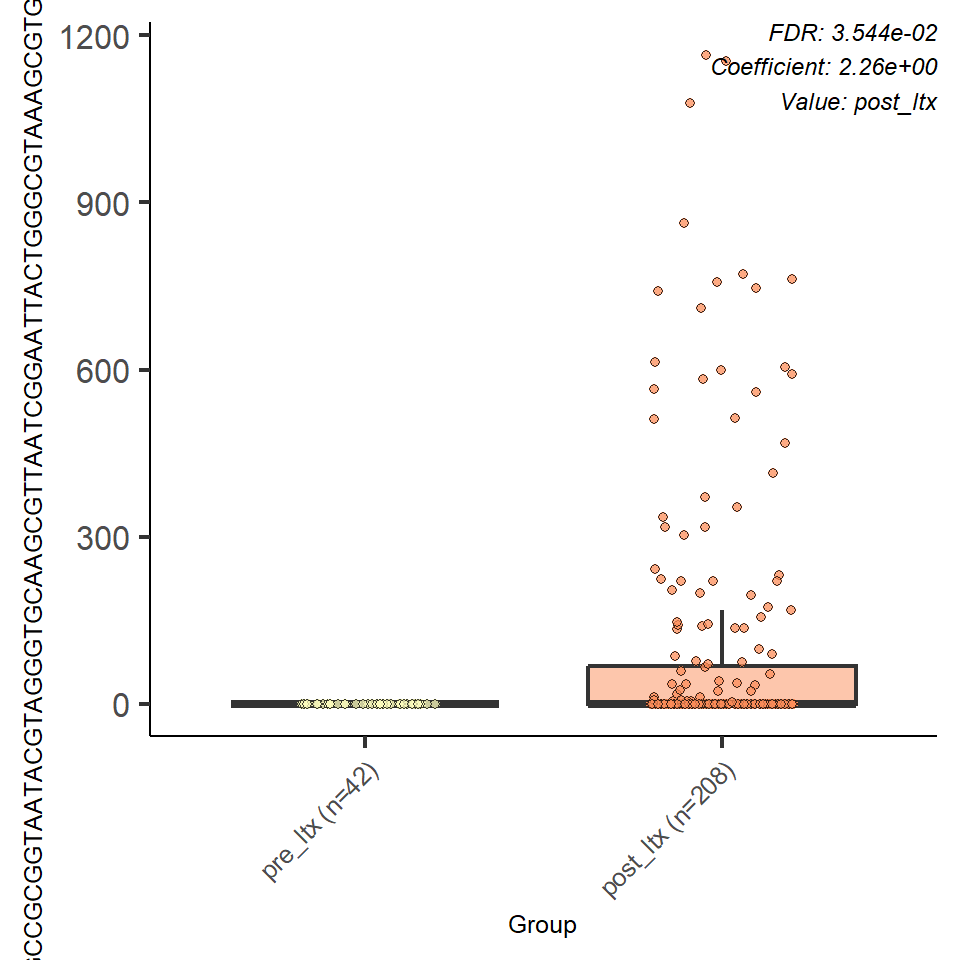 GCCGCGGTAATACGTAGGGTGCAAGCGTTAATCGGAATTACTGGGCGTAAAGCGTG
1200
900
600
300
0
FDR: 3.544e-02
Coefficient: 2.26e+00
Value: post_ltx
pre_ltx (n=42)
post_ltx (n=208)
Group